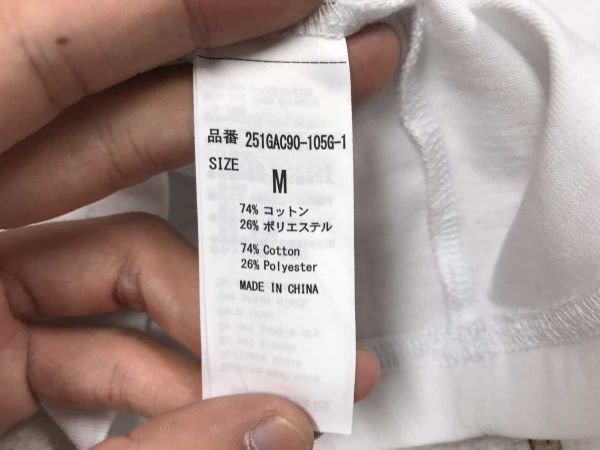 品番 251GAC90-105G-1
SIZE
M
74% コットン
26% ポリエステル
74% Cotton
26% Polyester
MADE IN CHINA